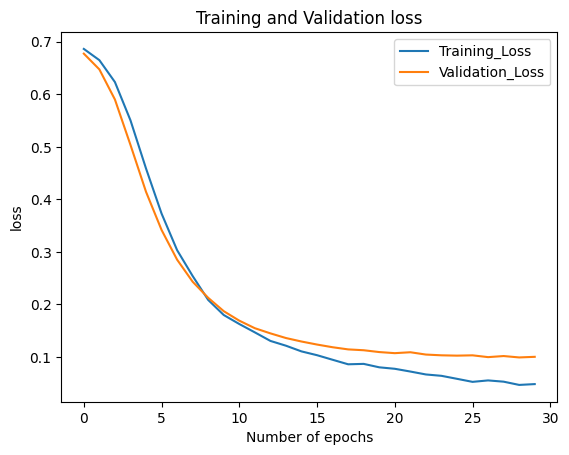 Training and Validation loss
Training_Loss
Validation_Loss
loss
0.7
0.6
0.5
0.4
0.3
0.2
0.1
0 5 10 15 20 25 30
Number of epochs